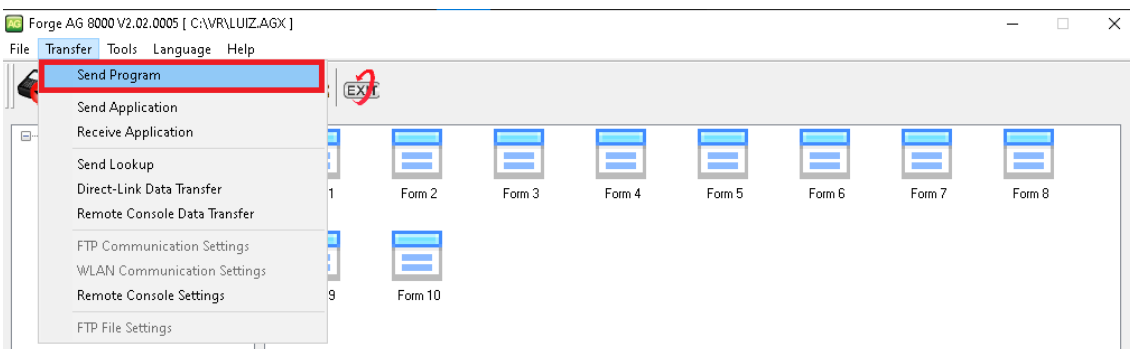 AG Forge AG 8000 V2.02.0005 [ C:\VR\LUIZ.AGX ]
File Transfer Tools Language Help
Send Program
EXIT
Send Application
Receive Application
Send Lookup
Direct-Link Data Transfer
Remote Console Data Transfer
FTP Communication Settings
WLAN Communication Settings
Remote Console Settings
FTP File Settings
1 Form 2 Form 3 Form 4 Form 5 Form 6 Form 7 Form 8
9 Form 10